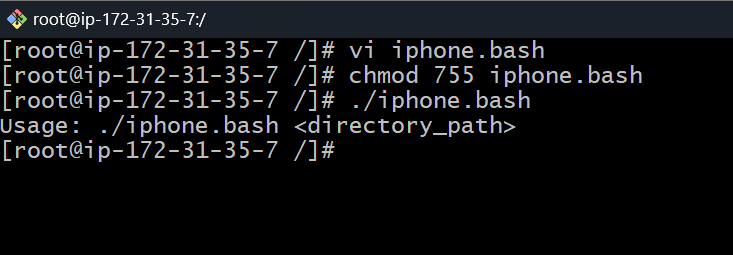 root@ip-172-31-35-7:/
[root@ip-172-31-35-7 /]# vi iphone.bash
[root@ip-172-31-35-7 /]# chmod 755 iphone.bash
[root@ip-172-31-35-7 /]# ./iphone.bash
Usage: ./iphone.bash <directory_path>
[root@ip-172-31-35-7 /]#